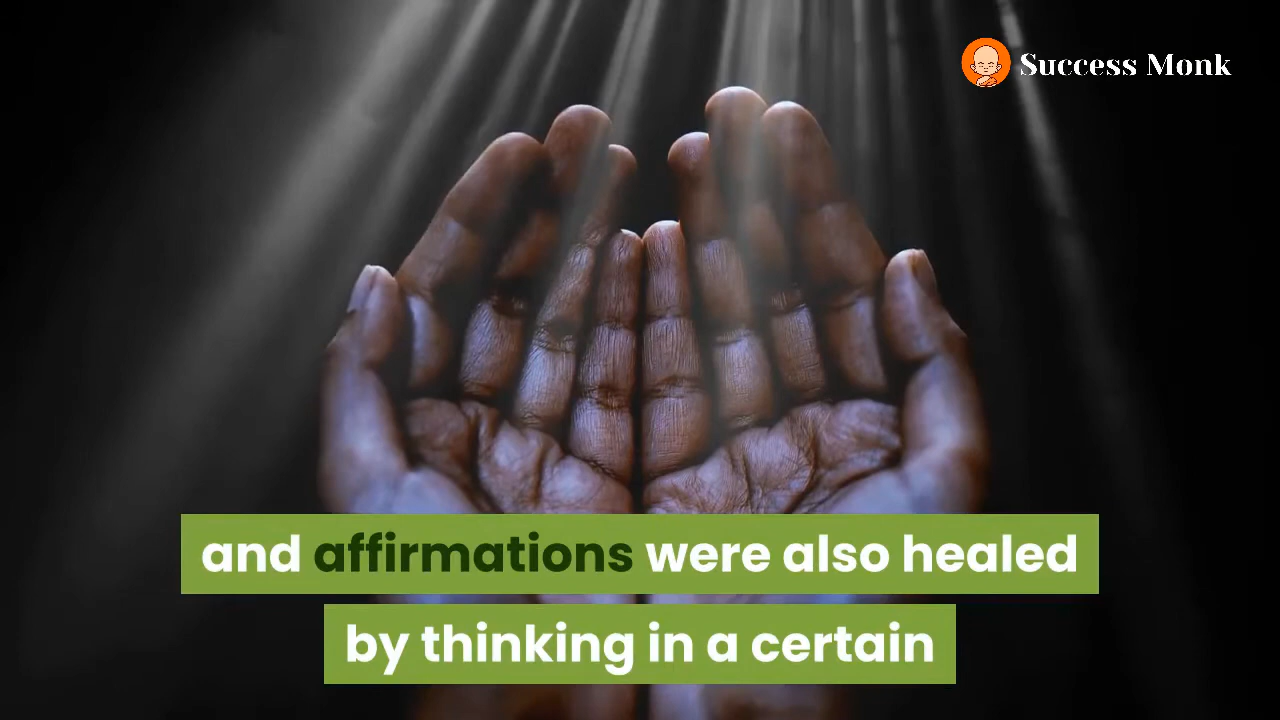 Success Monk
and affirmations were also healed
by thinking in a certain